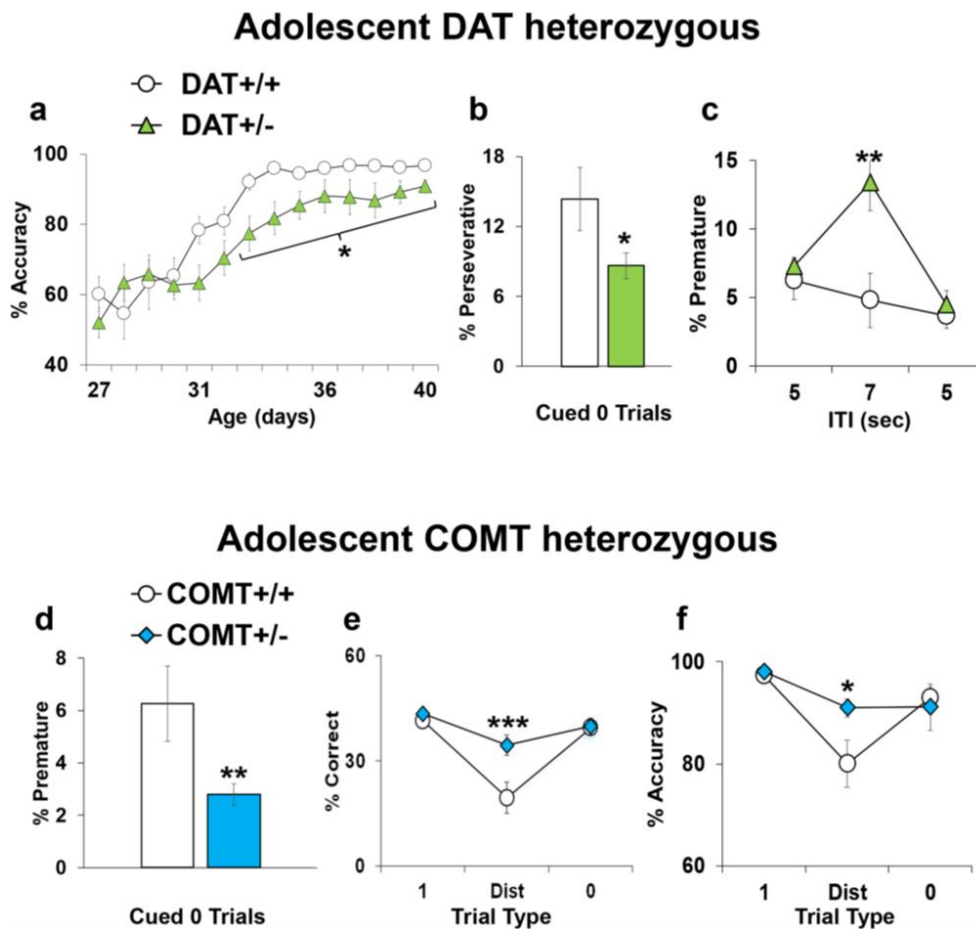 Adolescent DAT heterozygous
DAT+/+
DAT+/-
a
% Accuracy
100
80
60
40
*
27
31
36
40
Age (days)
b
% Perseverative
18
12
6
0
*
Cued 0 Trials
c
% Premature
15
10
5
0
**
5
7
5
ITI (sec)
Adolescent COMT heterozygous
COMT+/+
COMT+/-
d
% Premature
8
6
4
2
0
**
Cued 0 Trials
e
% Correct
60
30
0
***
1
Dist
0
Trial Type
f
% Accuracy
100
80
60
*
1
Dist
0
Trial Type